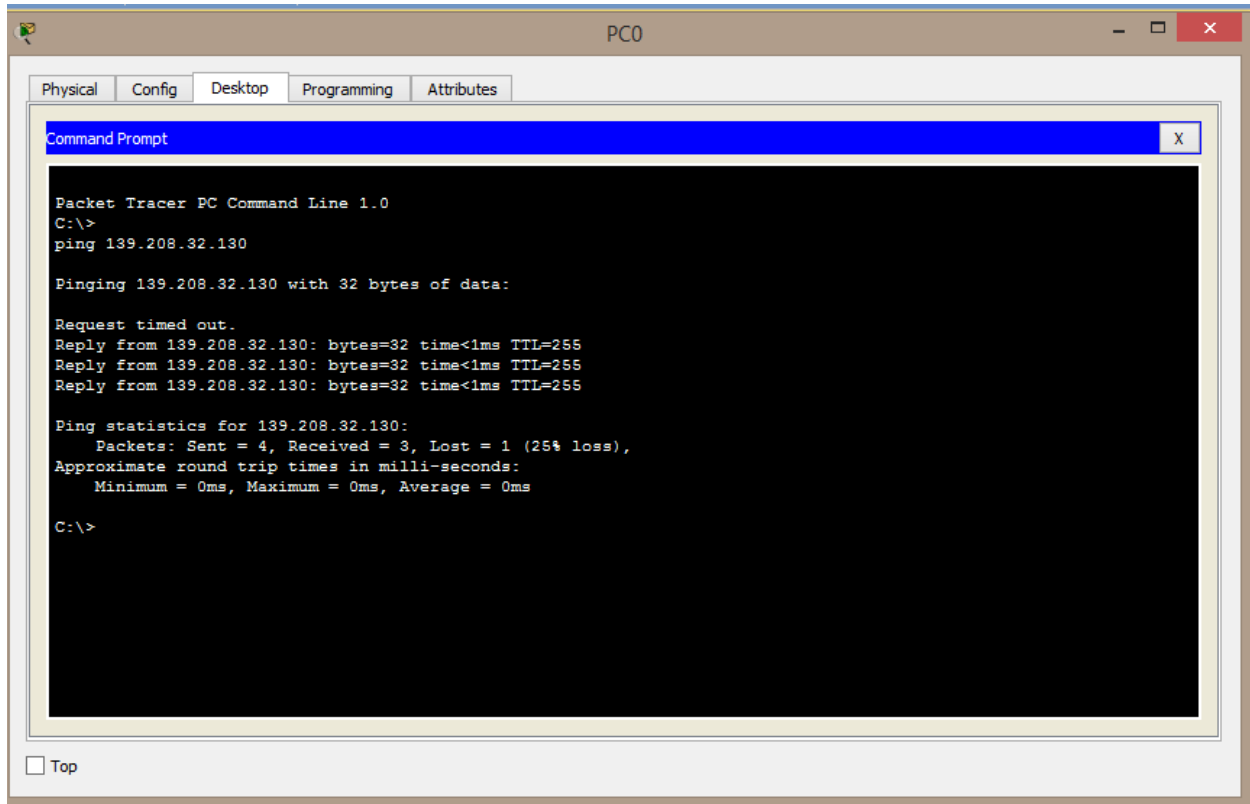 PC0
Physical Config Desktop Programming Attributes
Command Prompt X
Packet Tracer PC Command Line 1.0
C:\>
ping 139.208.32.130
Pinging 139.208.32.130 with 32 bytes of data:
Request timed out.
Reply from 139.208.32.130: bytes=32 time<1ms TTL=255
Reply from 139.208.32.130: bytes=32 time<1ms TTL=255
Reply from 139.208.32.130: bytes=32 time<1ms TTL=255
Ping statistics for 139.208.32.130:
Packets: Sent = 4, Received = 3, Lost = 1 (25% loss),
Approximate round trip times in milli-seconds:
Minimum = 0ms, Maximum = 0ms, Average = 0ms
C:\>
Top